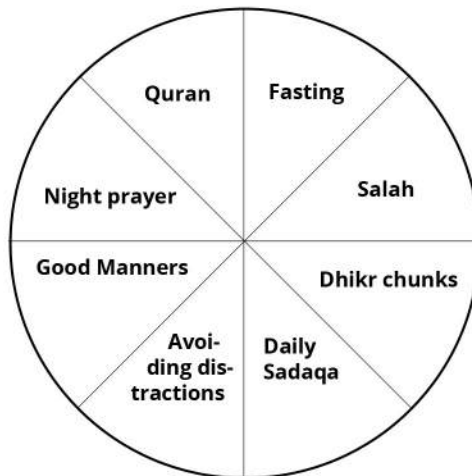 Quran
Fasting
Night prayer
Salah
Good Manners
Dhikr chunks
Avoi-
ding dis-
tractions
Daily
Sadaqa